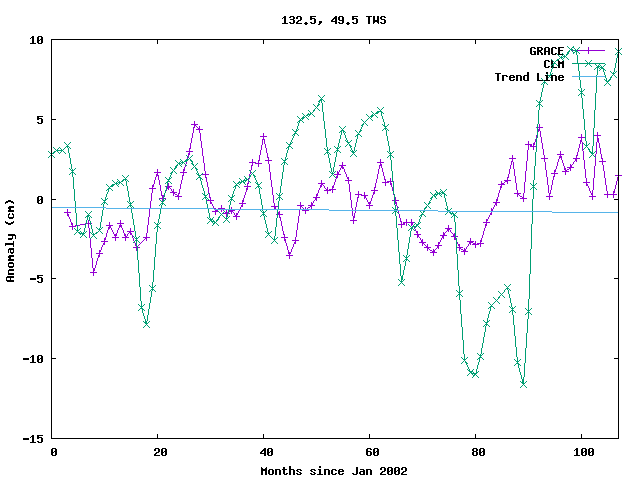 132.5, 49.5 TWS
10
5
0
-5
-10
-15
Anomaly (cm)
GRACE
CLM
Trend Line
0 20 40 60 80 100
Months since Jan 2002